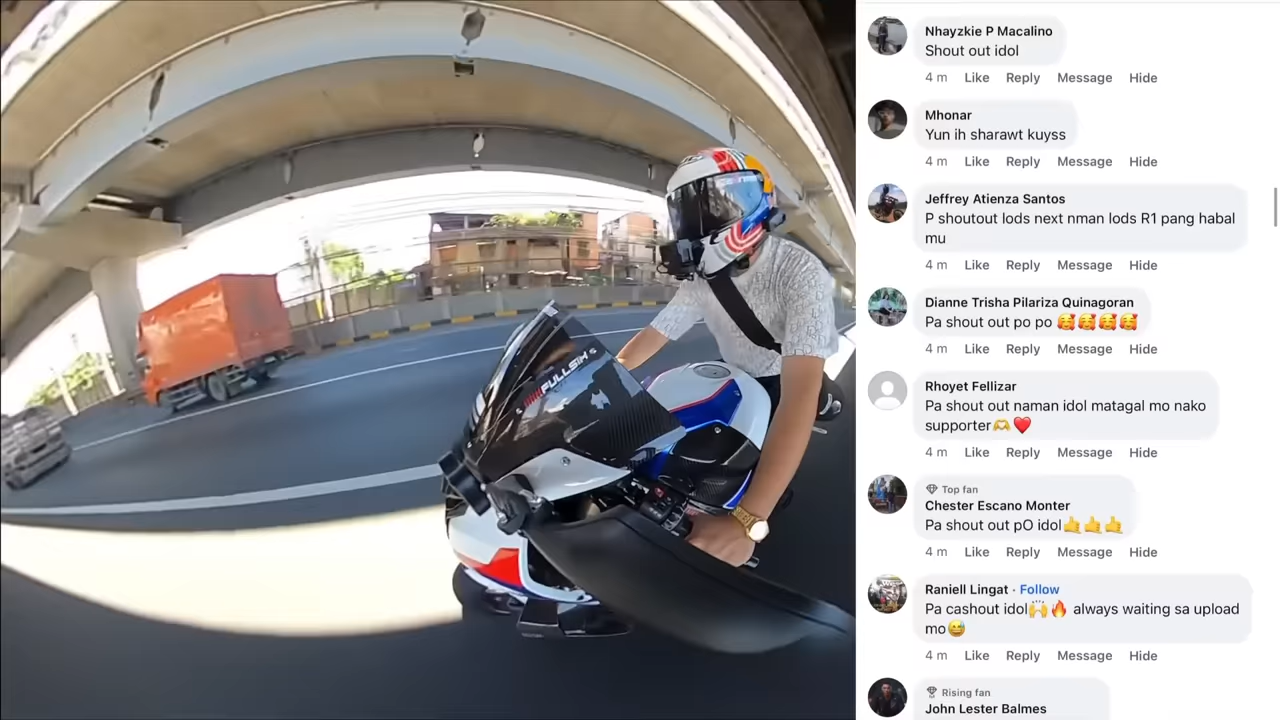 FULLSIX
Nhayzkie P Macalino
Shout out idol
4 m Like Reply Message Hide
Mhonar
Yun ih sharawt kuyss
4 m Like Reply Message Hide
Jeffrey Atienza Santos
P shoutout lods next nman lods R1 pang habal
mu
4 m Like Reply Message Hide
Dianne Trisha Pilariza Quinagoran
Pa shout out po po 🥰🥰🥰🥰
4 m Like Reply Message Hide
Rhoyet Fellizar
Pa shout out naman idol matagal mo nako
supporter🫶❤️
4 m Like Reply Message Hide
Top fan
Chester Escano Monter
Pa shout out pO idol🤙🤙🤙
4 m Like Reply Message Hide
Raniell Lingat · Follow
Pa cashout idol🙌🔥 always waiting sa upload
mo😅
4 m Like Reply Message Hide
Rising fan
John Lester Balmes